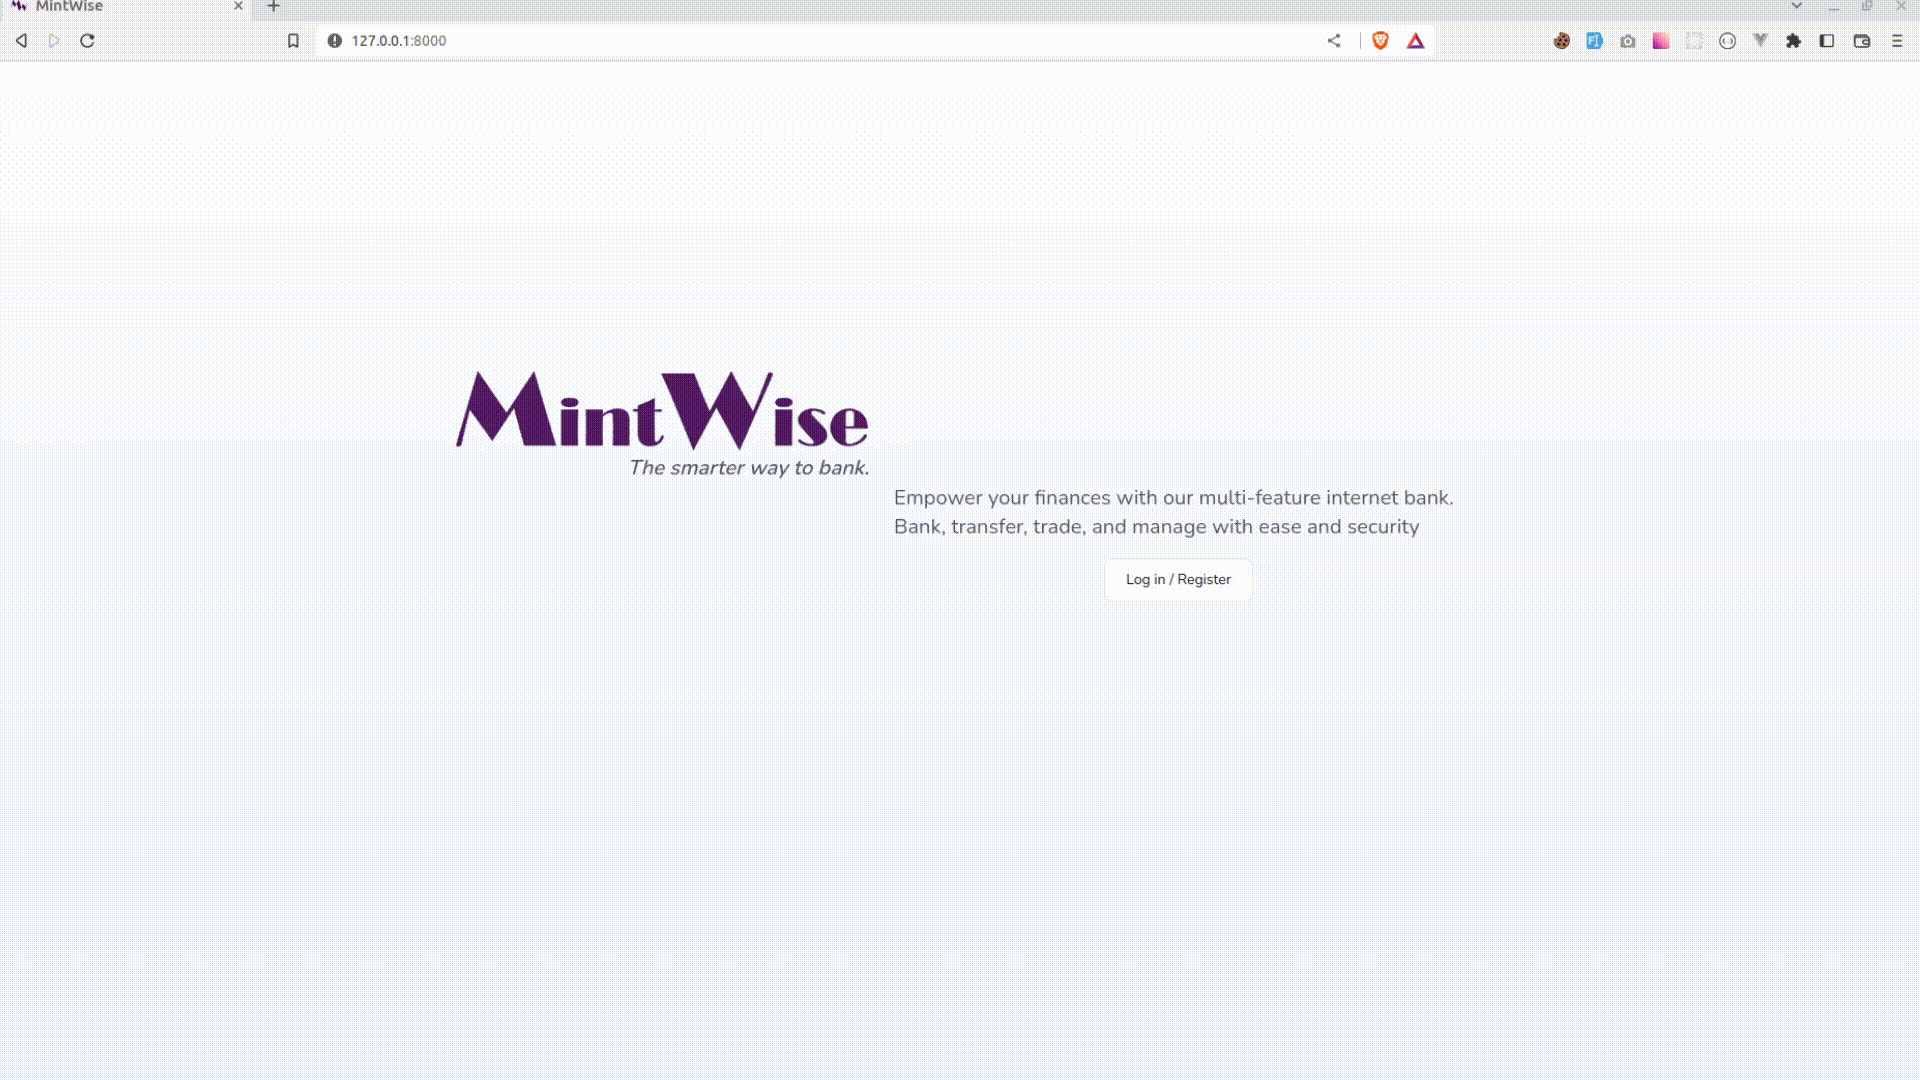 MintWise
127.0.0.1:8000
MintWise
The smarter way to bank.
Empower your finances with our multi-feature internet bank.
Bank, transfer, trade, and manage with ease and security
Log in / Register